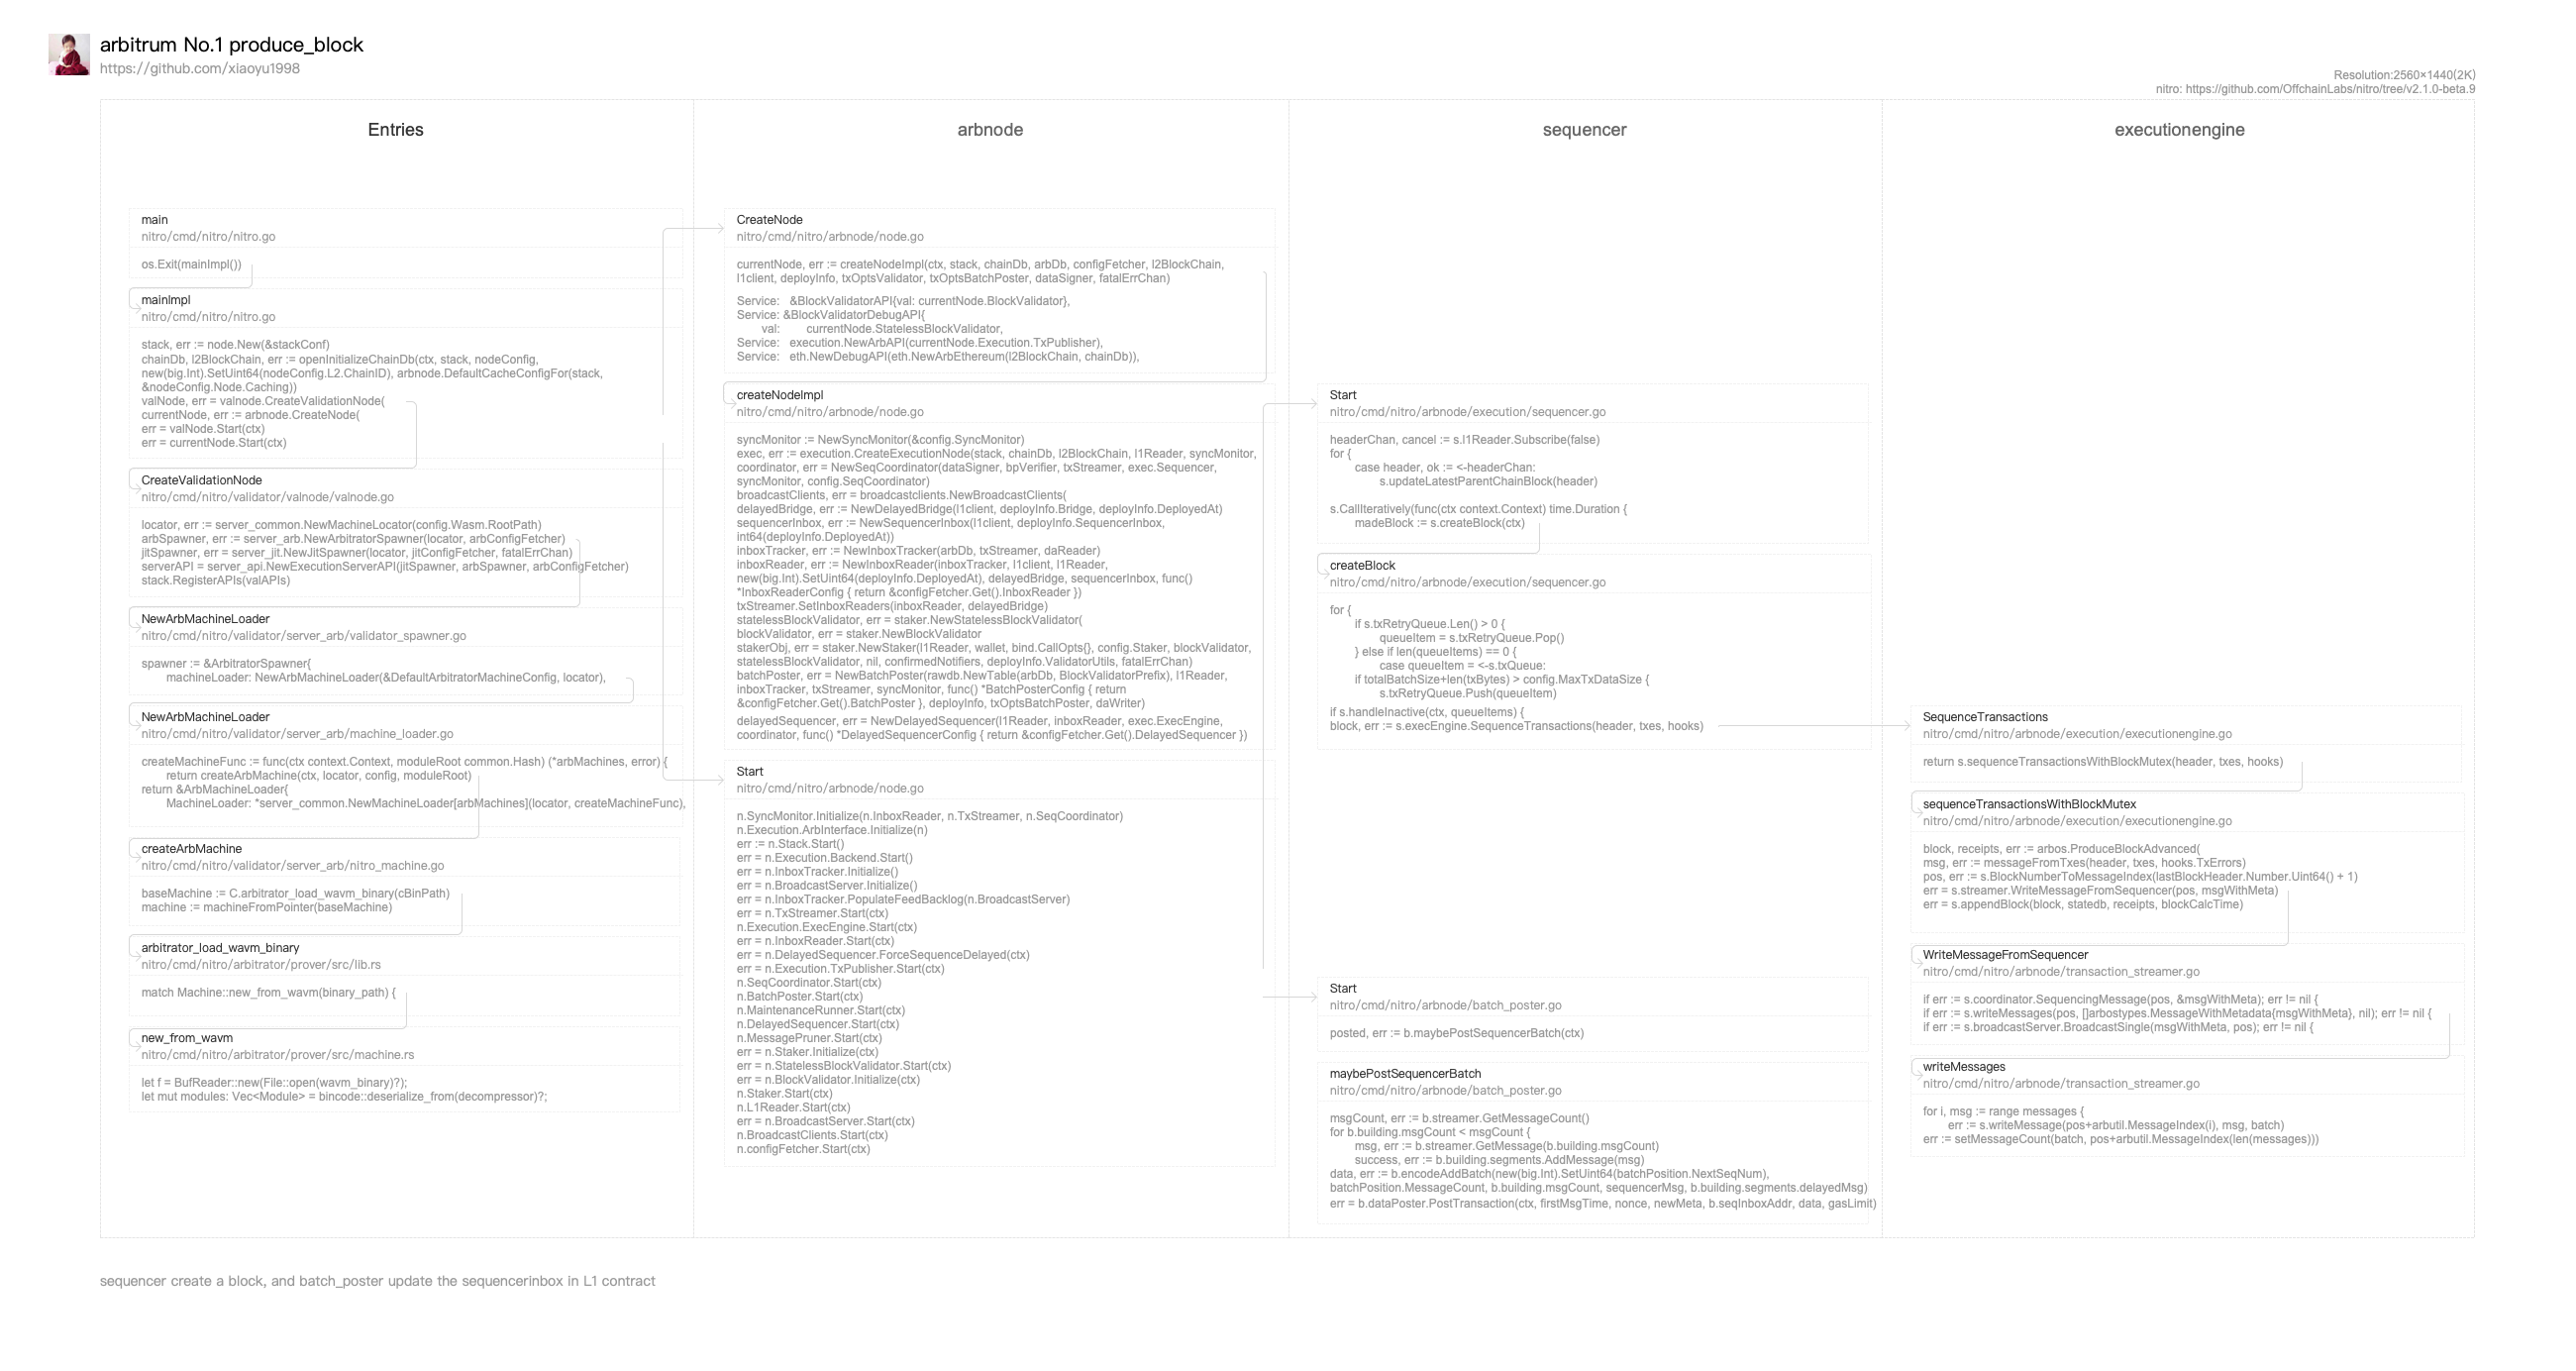 arbitrum No.1 produce_block
https://github.com/xiaoyu1998
Resolution:2560×1440(2K)
nitro: https://github.com/OffchainLabs/nitro/tree/v2.1.0-beta.9
Entries
main
nitro/cmd/nitro/nitro.go
os.Exit(mainImpl())
mainImpl
nitro/cmd/nitro/nitro.go
stack, err := node.New(&stackConf)
chainDb, l2BlockChain, err := openInitializeChainDb(ctx, stack, nodeConfig,
new(big.Int).SetUint64(nodeConfig.L2.ChainID), arbnode.DefaultCacheConfigFor(stack,
&nodeConfig.Node.Caching))
valNode, err = valnode.CreateValidationNode(
currentNode, err := arbnode.CreateNode(
err = valNode.Start(ctx)
err = currentNode.Start(ctx)
CreateValidationNode
nitro/cmd/nitro/validator/valnode/valnode.go
locator, err := server_common.NewMachineLocator(config.Wasm.RootPath)
arbSpawner, err := server_arb.NewArbitratorSpawner(locator, arbConfigFetcher)
jitSpawner, err = server_jit.NewJitSpawner(locator, jitConfigFetcher, fatalErrChan)
serverAPI = server_api.NewExecutionServerAPI(jitSpawner, arbSpawner, arbConfigFetcher)
stack.RegisterAPIs(valAPIs)
NewArbMachineLoader
nitro/cmd/nitro/validator/server_arb/validator_spawner.go
spawner := &ArbitratorSpawner{
machineLoader: NewArbMachineLoader(&DefaultArbitratorMachineConfig, locator),
NewArbMachineLoader
nitro/cmd/nitro/validator/server_arb/machine_loader.go
createMachineFunc := func(ctx context.Context, moduleRoot common.Hash) (*arbMachines, error) {
return createArbMachine(ctx, locator, config, moduleRoot)
return &ArbMachineLoader{
MachineLoader: *server_common.NewMachineLoader[arbMachines](locator, createMachineFunc),
createArbMachine
nitro/cmd/nitro/validator/server_arb/nitro_machine.go
baseMachine := C.arbitrator_load_wavm_binary(cBinPath)
machine := machineFromPointer(baseMachine)
arbitrator_load_wavm_binary
nitro/cmd/nitro/arbitrator/prover/src/lib.rs
match Machine::new_from_wavm(binary_path) {
new_from_wavm
nitro/cmd/nitro/arbitrator/prover/src/machine.rs
let f = BufReader::new(File::open(wavm_binary)?);
let mut modules: Vec<Module> = bincode::deserialize_from(decompressor)?;
arbnode
CreateNode
nitro/cmd/nitro/arbnode/node.go
currentNode, err := createNodeImpl(ctx, stack, chainDb, arbDb, configFetcher, l2BlockChain,
l1client, deployInfo, txOptsValidator, txOptsBatchPoster, dataSigner, fatalErrChan)
Service: &BlockValidatorAPI{val: currentNode.BlockValidator},
Service: &BlockValidatorDebugAPI{
val: currentNode.StatelessBlockValidator,
Service: execution.NewArbAPI(currentNode.Execution.TxPublisher),
Service: eth.NewDebugAPI(eth.NewArbEthereum(l2BlockChain, chainDb)),
createNodeImpl
nitro/cmd/nitro/arbnode/node.go
syncMonitor := NewSyncMonitor(&config.SyncMonitor)
exec, err := execution.CreateExecutionNode(stack, chainDb, l2BlockChain, l1Reader, syncMonitor,
coordinator, err = NewSeqCoordinator(dataSigner, bpVerifier, txStreamer, exec.Sequencer,
syncMonitor, config.SeqCoordinator)
broadcastClients, err = broadcastclients.NewBroadcastClients(
delayedBridge, err := NewDelayedBridge(l1client, deployInfo.Bridge, deployInfo.DeployedAt)
sequencerInbox, err := NewSequencerInbox(l1client, deployInfo.SequencerInbox,
int64(deployInfo.DeployedAt))
inboxTracker, err := NewInboxTracker(arbDb, txStreamer, daReader)
inboxReader, err := NewInboxReader(inboxTracker, l1client, l1Reader,
new(big.Int).SetUint64(deployInfo.DeployedAt), delayedBridge, sequencerInbox, func()
*InboxReaderConfig { return &configFetcher.Get().InboxReader })
txStreamer.SetInboxReaders(inboxReader, delayedBridge)
statelessBlockValidator, err = staker.NewStatelessBlockValidator(
blockValidator, err = staker.NewBlockValidator
stakerObj, err = staker.NewStaker(l1Reader, wallet, bind.CallOpts{}, config.Staker, blockValidator,
statelessBlockValidator, nil, confirmedNotifiers, deployInfo.ValidatorUtils, fatalErrChan)
batchPoster, err = NewBatchPoster(rawdb.NewTable(arbDb, BlockValidatorPrefix), l1Reader,
inboxTracker, txStreamer, syncMonitor, func() *BatchPosterConfig { return
&configFetcher.Get().BatchPoster }, deployInfo, txOptsBatchPoster, daWriter)
delayedSequencer, err = NewDelayedSequencer(l1Reader, inboxReader, exec.ExecEngine,
coordinator, func() *DelayedSequencerConfig { return &configFetcher.Get().DelayedSequencer })
Start
nitro/cmd/nitro/arbnode/node.go
n.SyncMonitor.Initialize(n.InboxReader, n.TxStreamer, n.SeqCoordinator)
n.Execution.ArbInterface.Initialize(n)
err := n.Stack.Start()
err = n.Execution.Backend.Start()
err = n.InboxTracker.Initialize()
err = n.BroadcastServer.Initialize()
err = n.InboxTracker.PopulateFeedBacklog(n.BroadcastServer)
err = n.TxStreamer.Start(ctx)
n.Execution.ExecEngine.Start(ctx)
err = n.InboxReader.Start(ctx)
err = n.DelayedSequencer.ForceSequenceDelayed(ctx)
err = n.Execution.TxPublisher.Start(ctx)
n.SeqCoordinator.Start(ctx)
n.BatchPoster.Start(ctx)
n.MaintenanceRunner.Start(ctx)
n.DelayedSequencer.Start(ctx)
n.MessagePruner.Start(ctx)
err = n.Staker.Initialize(ctx)
err = n.StatelessBlockValidator.Start(ctx)
err = n.BlockValidator.Initialize(ctx)
n.Staker.Start(ctx)
n.L1Reader.Start(ctx)
err = n.BroadcastServer.Start(ctx)
n.BroadcastClients.Start(ctx)
n.configFetcher.Start(ctx)
sequencer
Start
nitro/cmd/nitro/arbnode/execution/sequencer.go
headerChan, cancel := s.l1Reader.Subscribe(false)
for {
case header, ok := <-headerChan:
s.updateLatestParentChainBlock(header)
s.CallIteratively(func(ctx context.Context) time.Duration {
madeBlock := s.createBlock(ctx)
createBlock
nitro/cmd/nitro/arbnode/execution/sequencer.go
for {
if s.txRetryQueue.Len() > 0 {
queueItem = s.txRetryQueue.Pop()
} else if len(queueItems) == 0 {
case queueItem = <-s.txQueue:
if totalBatchSize+len(txBytes) > config.MaxTxDataSize {
s.txRetryQueue.Push(queueItem)
if s.handleInactive(ctx, queueItems) {
block, err := s.execEngine.SequenceTransactions(header, txes, hooks)
Start
nitro/cmd/nitro/arbnode/batch_poster.go
posted, err := b.maybePostSequencerBatch(ctx)
maybePostSequencerBatch
nitro/cmd/nitro/arbnode/batch_poster.go
msgCount, err := b.streamer.GetMessageCount()
for b.building.msgCount < msgCount {
msg, err := b.streamer.GetMessage(b.building.msgCount)
success, err := b.building.segments.AddMessage(msg)
data, err := b.encodeAddBatch(new(big.Int).SetUint64(batchPosition.NextSeqNum),
batchPosition.MessageCount, b.building.msgCount, sequencerMsg, b.building.segments.delayedMsg)
err = b.dataPoster.PostTransaction(ctx, firstMsgTime, nonce, newMeta, b.seqInboxAddr, data, gasLimit)
executionengine
SequenceTransactions
nitro/cmd/nitro/arbnode/execution/executionengine.go
return s.sequenceTransactionsWithBlockMutex(header, txes, hooks)
sequenceTransactionsWithBlockMutex
nitro/cmd/nitro/arbnode/execution/executionengine.go
block, receipts, err := arbos.ProduceBlockAdvanced(
msg, err := messageFromTxes(header, txes, hooks.TxErrors)
pos, err := s.BlockNumberToMessageIndex(lastBlockHeader.Number.Uint64() + 1)
err = s.streamer.WriteMessageFromSequencer(pos, msgWithMeta)
err = s.appendBlock(block, statedb, receipts, blockCalcTime)
WriteMessageFromSequencer
nitro/cmd/nitro/arbnode/transaction_streamer.go
if err := s.coordinator.SequencingMessage(pos, &msgWithMeta); err != nil {
if err := s.writeMessages(pos, []arbostypes.MessageWithMetadata{msgWithMeta}, nil); err != nil {
if err := s.broadcastServer.BroadcastSingle(msgWithMeta, pos); err != nil {
writeMessages
nitro/cmd/nitro/arbnode/transaction_streamer.go
for i, msg := range messages {
err := s.writeMessage(pos+arbutil.MessageIndex(i), msg, batch)
err := setMessageCount(batch, pos+arbutil.MessageIndex(len(messages)))
sequencer create a block, and batch_poster update the sequencerinbox in L1 contract